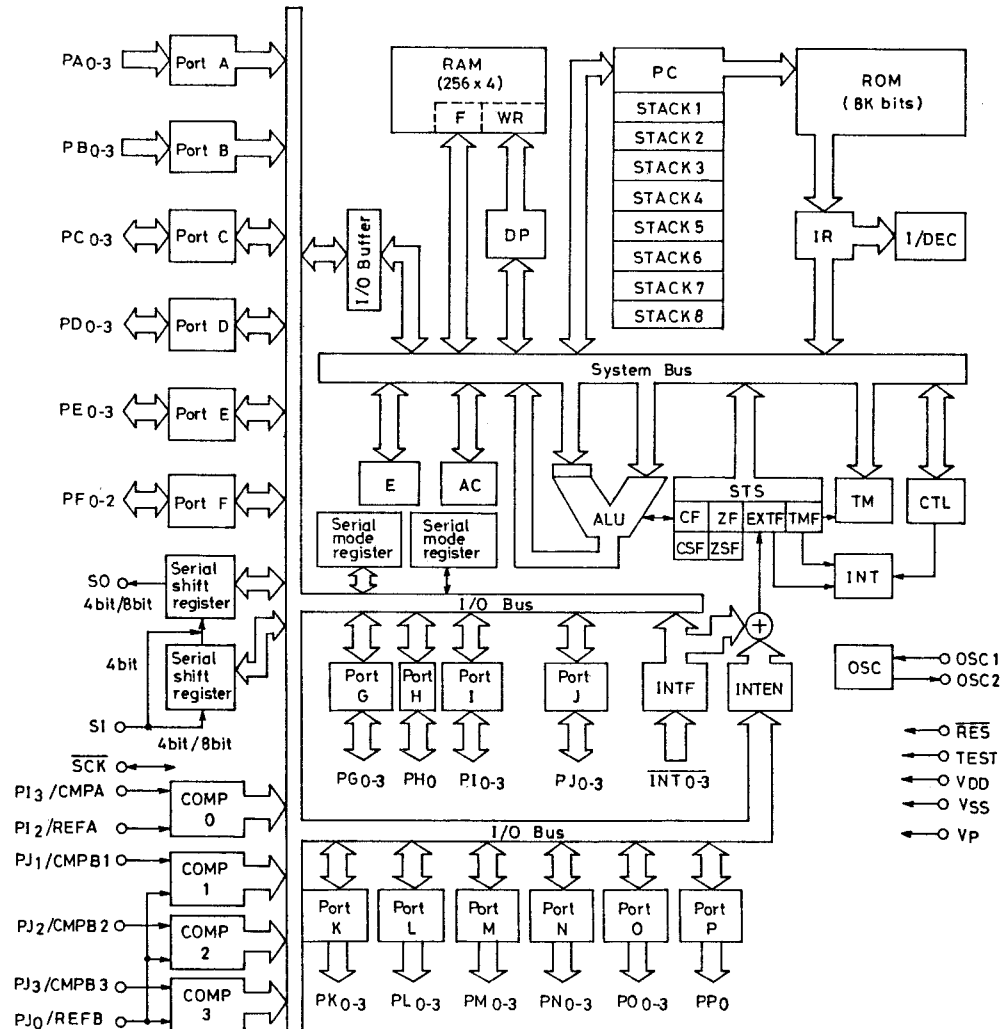 PA0-3
Port A
RAM
(256 x 4)
F
WR
PC
ROM
(8K bits)
STACK 1
STACK 2
STACK 3
STACK 4
STACK 5
STACK 6
STACK 7
STACK 8
PB0-3
Port B
PC0-3
Port C
I/O Buffer
DP
IR
I/DEC
PD0-3
Port D
System Bus
PE0-3
Port E
E
AC
ALU
STS
CF
ZF
EXTF
TMF
CSF
ZSF
TM
CTL
PF0-2
Port F
Serial
mode
register
Serial
mode
register
INT
SO
4bit/8bit
Serial
shift
register
I/O Bus
+
4bit
Serial
shift
register
SI
4bit/8bit
SCK
Port
G
Port
H
Port
I
Port
J
INTF
INTEN
OSC
OSC1
OSC2
PG0-3
PH0
PI0-3
PJ0-3
INT0-3
RES
TEST
VDD
VSS
VP
PI3/CMPA
PI2/REFA
COMP
0
I/O Bus
PJ1/CMPB1
COMP
1
PJ2/CMPB2
COMP
2
PJ3/CMPB3
PJ0/REFB
COMP
3
Port
K
Port
L
Port
M
Port
N
Port
O
Port
P
PK0-3
PL0-3
PM0-3
PN0-3
PO0-3
PP0